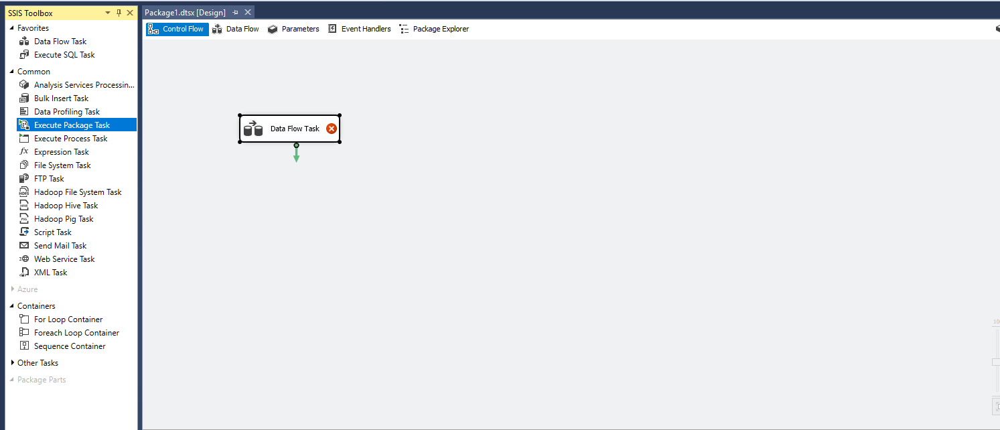 SSIS Toolbox
Favorites
Data Flow Task
Execute SQL Task
Common
Analysis Services Processin...
Bulk Insert Task
Data Profiling Task
Execute Package Task
Execute Process Task
Expression Task
File System Task
FTP Task
Hadoop File System Task
Hadoop Hive Task
Hadoop Pig Task
Script Task
Send Mail Task
Web Service Task
XML Task
Azure
Containers
For Loop Container
Foreach Loop Container
Sequence Container
Other Tasks
Package Parts
Package1.dtsx [Design]
Control Flow Data Flow Parameters Event Handlers Package Explorer
Data Flow Task